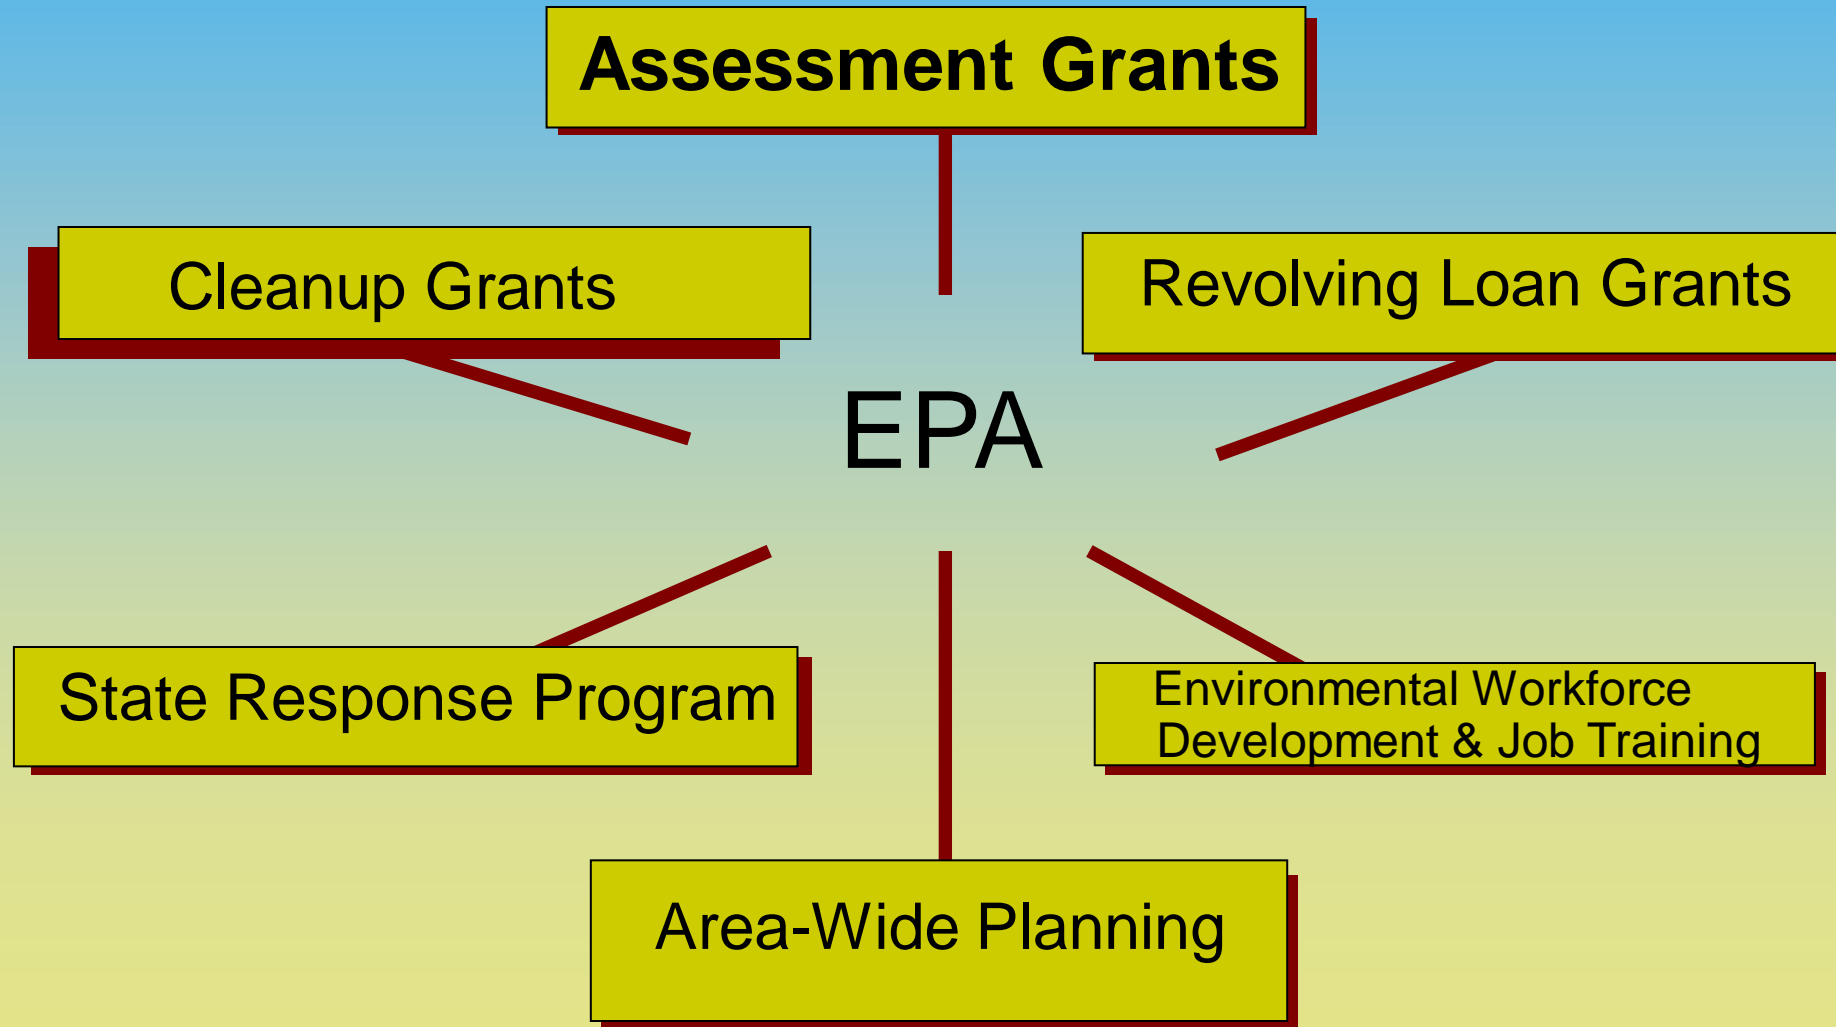 Assessment Grants
Cleanup Grants
Revolving Loan Grants
EPA
State Response Program
Environmental Workforce
Development & Job Training
Area-Wide Planning